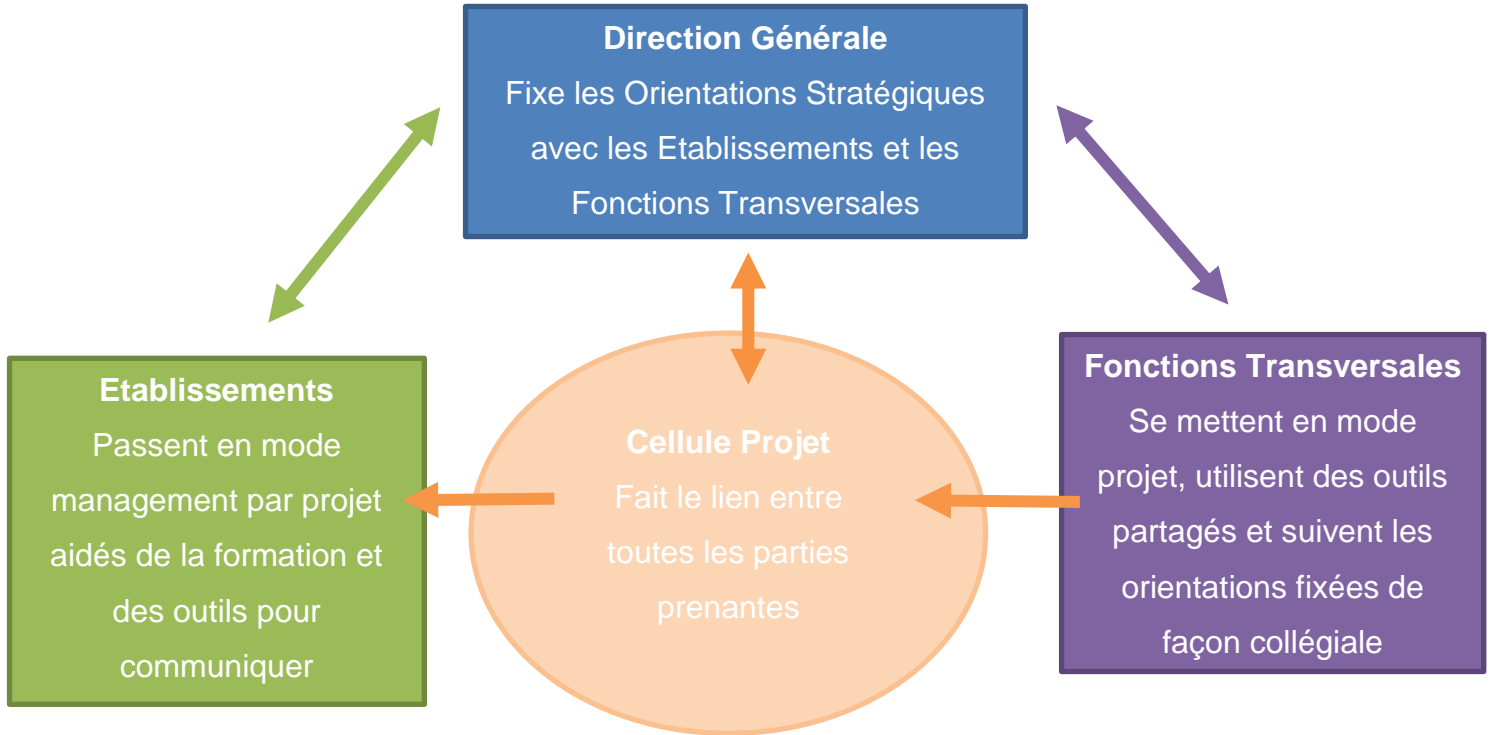 Direction Générale
Fixe les Orientations Stratégiques
avec les Etablissements et les
Fonctions Transversales
Etablissements
Passent en mode
management par projet
aidés de la formation et
des outils pour
communiquer
Cellule Projet
Fait le lien entre
toutes les parties
prenantes
Fonctions Transversales
Se mettent en mode
projet, utilisent des outils
partagés et suivent les
orientations fixées de
façon collégiale